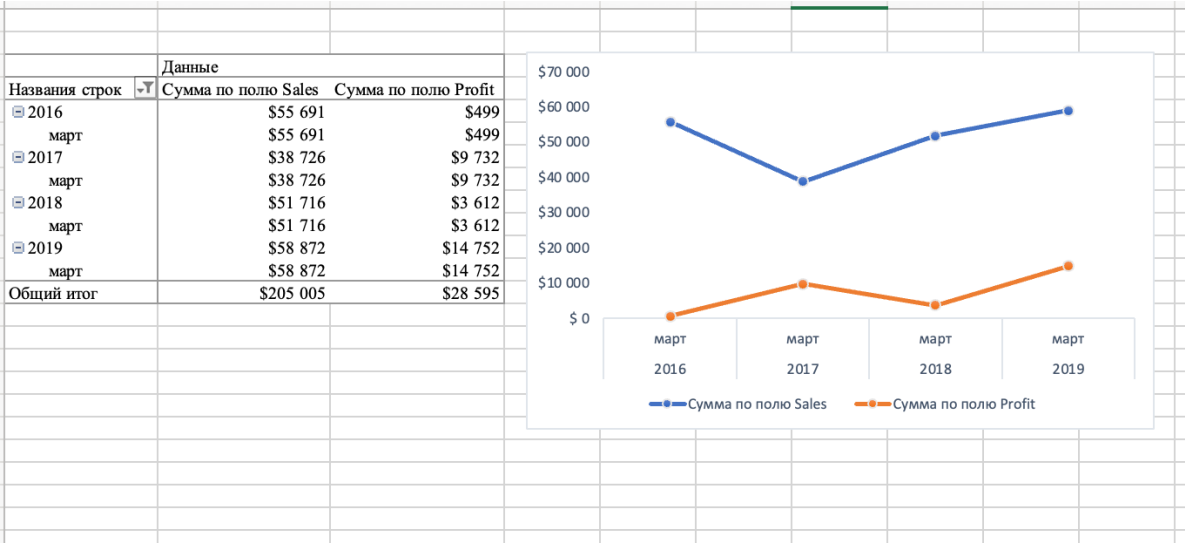 Данные
Названия строк Сумма по полю Sales Сумма по полю Profit
2016 $55 691 $499
март $55 691 $499
2017 $38 726 $9 732
март $38 726 $9 732
2018 $51 716 $3 612
март $51 716 $3 612
2019 $58 872 $14 752
март $58 872 $14 752
Общий итог $205 005 $28 595
$70 000
$60 000
$50 000
$40 000
$30 000
$20 000
$10 000
$ 0
март март март март
2016 2017 2018 2019
Сумма по полю Sales Сумма по полю Profit